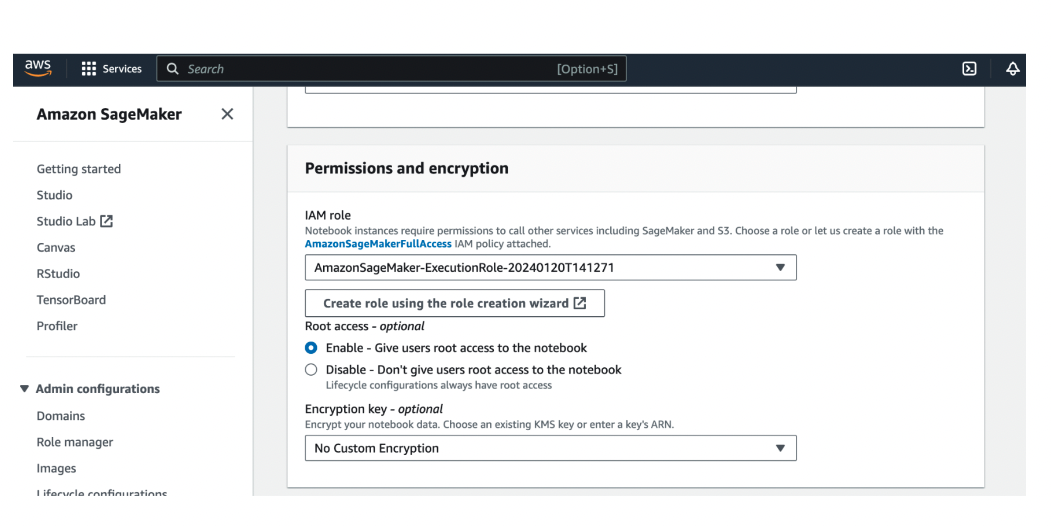 aws
Services
Search
[Option+S]
Amazon SageMaker
Getting started
Studio
Studio Lab
Canvas
RStudio
TensorBoard
Profiler
Admin configurations
Domains
Role manager
Images
Lifecycle configurations
Permissions and encryption
IAM role
Notebook instances require permissions to call other services including SageMaker and S3. Choose a role or let us create a role with the
AmazonSageMakerFullAccess IAM policy attached.
AmazonSageMaker-ExecutionRole-20240120T141271
Create role using the role creation wizard
Root access - optional
Enable - Give users root access to the notebook
Disable - Don't give users root access to the notebook
Lifecycle configurations always have root access
Encryption key - optional
Encrypt your notebook data. Choose an existing KMS key or enter a key's ARN.
No Custom Encryption